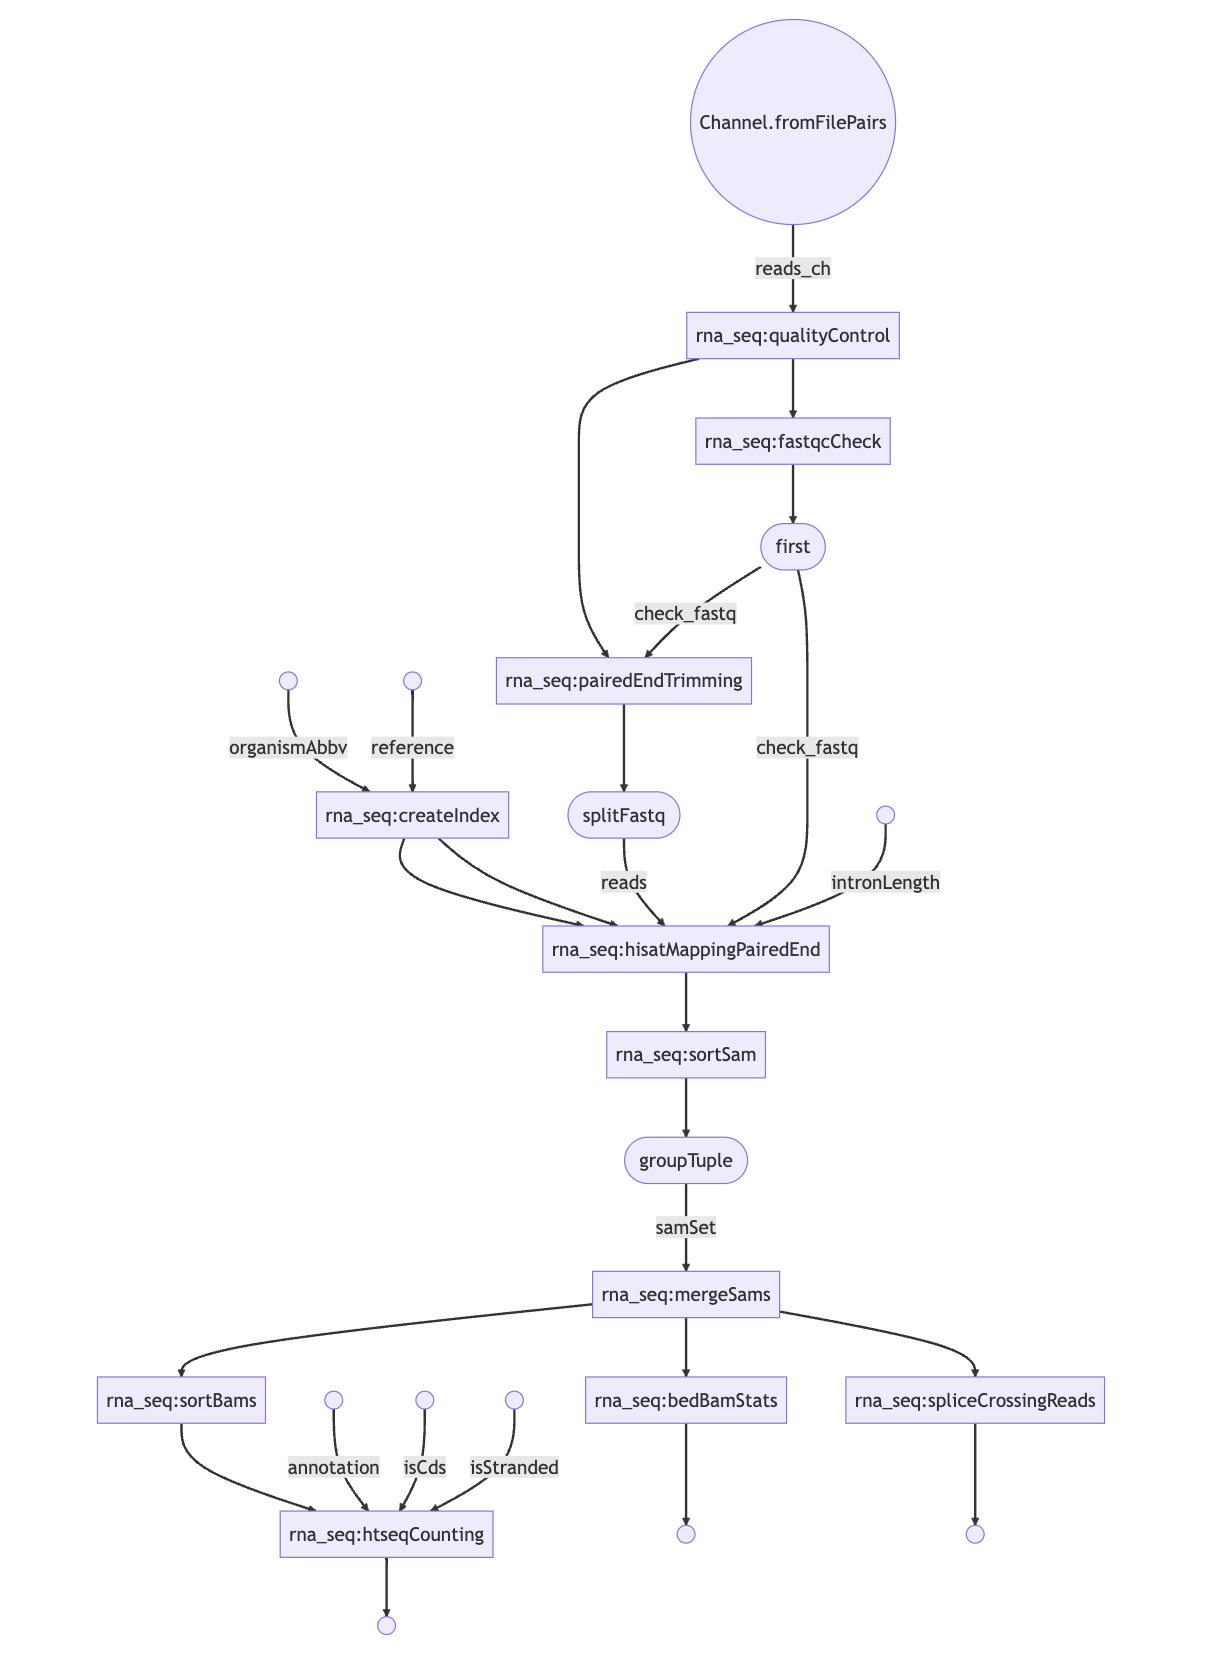 Channel.fromFilePairs
reads_ch
rna_seq:qualityControl
rna_seq:fastqcCheck
first
check_fastq
rna_seq:pairedEndTrimming
organismAbbv
reference
check_fastq
rna_seq:createIndex
splitFastq
reads
intronLength
rna_seq:hisatMappingPairedEnd
rna_seq:sortSam
groupTuple
samSet
rna_seq:mergeSams
rna_seq:sortBams
rna_seq:bedBamStats
rna_seq:spliceCrossingReads
annotation
isCds
isStranded
rna_seq:htseqCounting